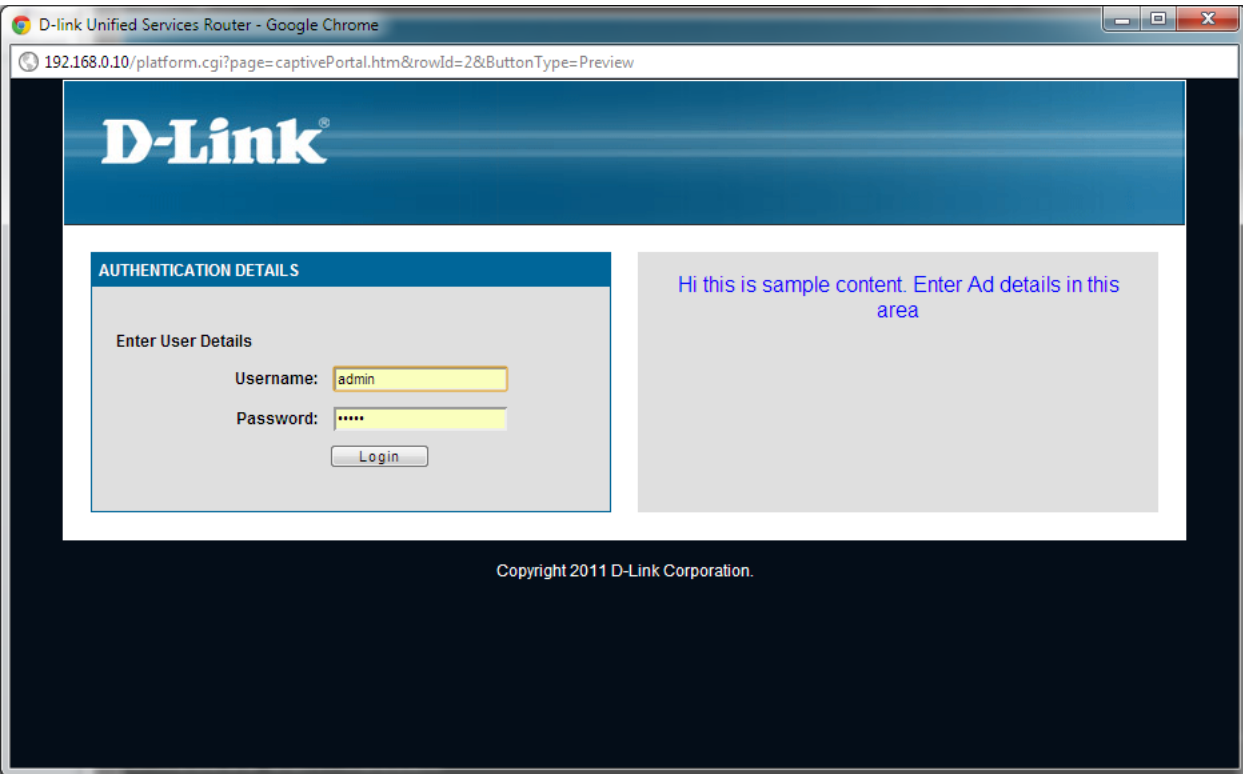 D-link Unified Services Router - Google Chrome
192.168.0.10/platform.cgi?page=captivePortal.htm&rowId=2&ButtonType=Preview
D-Link®
AUTHENTICATION DETAILS
Enter User Details
Username: admin
Password: •••••
Login
Hi this is sample content. Enter Ad details in this
area
Copyright 2011 D-Link Corporation.